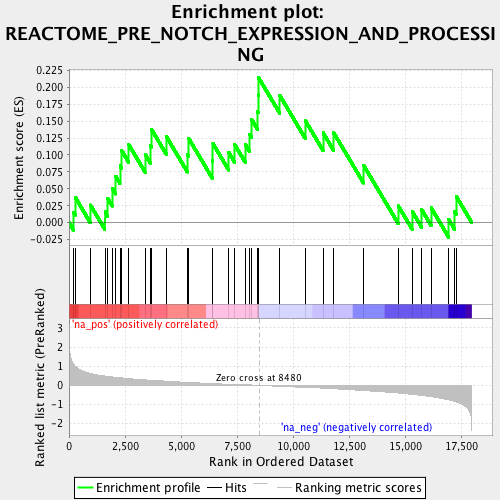 Enrichment plot:
REACTOME_PRE_NOTCH_EXPRESSION_AND_PROCESSI
NG
Enrichment score (ES)
0.225
0.200
0.175
0.150
0.125
0.100
0.075
0.050
0.025
0.000
-0.025
'na_pos' (positively correlated)
Ranked list metric (PreRanked)
3
2
1
0
-1
-2
Zero cross at 8480
'na_neg' (negatively correlated)
0
2,500
5,000
7,500
10,000
12,500
15,000
17,500
Rank in Ordered Dataset
Enrichment profile
Hits
Ranking metric scores